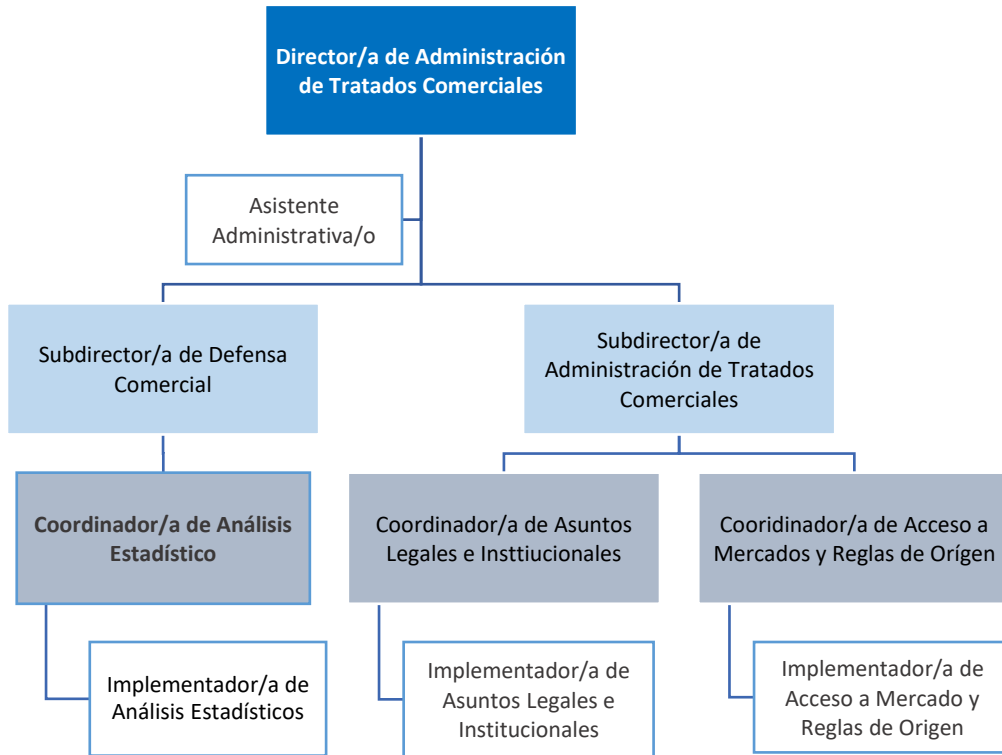 Director/a de Administración
de Tratados Comerciales
Asistente
Administrativa/o
Subdirector/a de Defensa
Comercial
Subdirector/a de
Administración de Tratados
Comerciales
Coordinador/a de Análisis
Estadístico
Coordinador/a de Asuntos
Legales e Insttiucionales
Cooridinador/a de Acceso a
Mercados y Reglas de Orígen
Implementador/a de
Análisis Estadísticos
Implementador/a de
Asuntos Legales e
Institucionales
Implementador/a de
Acceso a Mercado y
Reglas de Origen